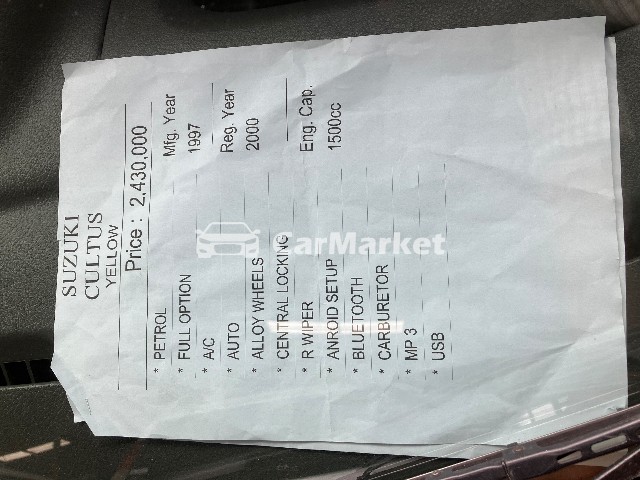 SUZUKI
CULTUS
YELLOW
Price : 2,430,000
* PETROL
* FULL OPTION
* A/C
* AUTO
* ALLOY WHEELS
* CENTRAL LOCKING
* R WIPER
* ANROID SETUP
* BLUETOOTH
* CARBURETOR
* MP 3
* USB
Mfg. Year
1997
Reg. Year
2000
Eng. Cap.
1500cc
CarMarket